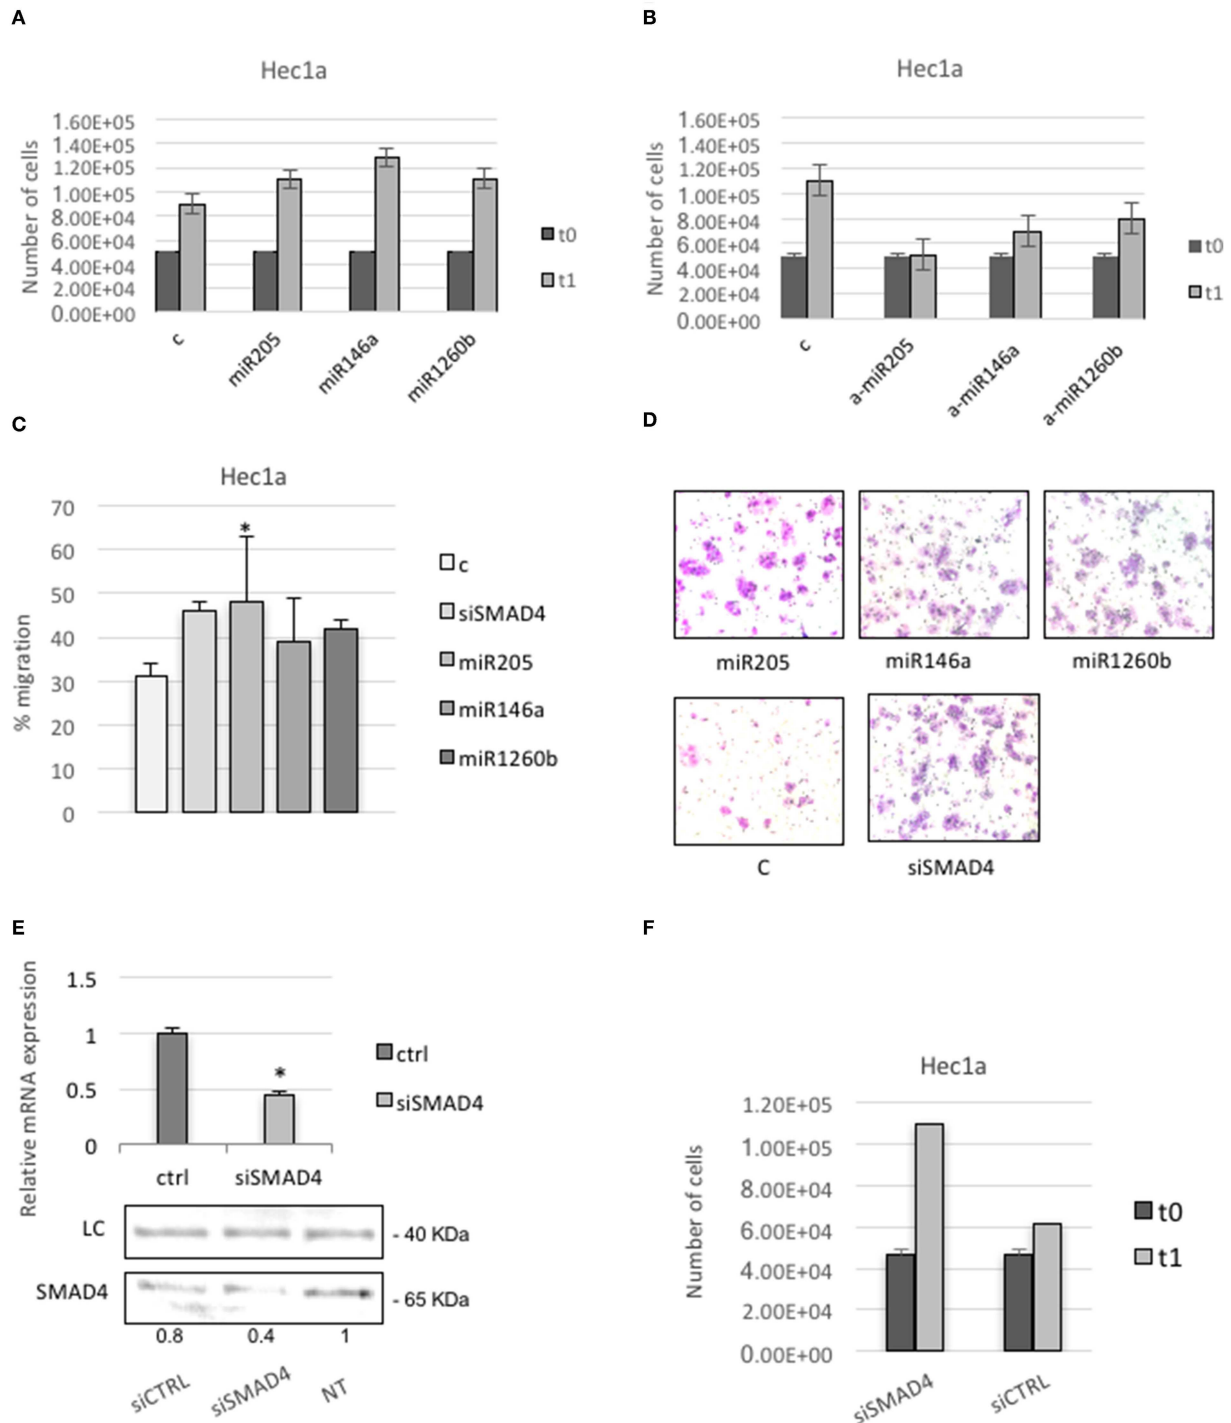 A
Hec1a
Number of cells
1.60E+05
1.40E+05
1.20E+05
1.00E+05
8.00E+04
6.00E+04
4.00E+04
2.00E+04
0.00E+00
c
miR205
miR146a
miR1260b
t0
t1
B
Hec1a
Number of cells
1.60E+05
1.40E+05
1.20E+05
1.00E+05
8.00E+04
6.00E+04
4.00E+04
2.00E+04
0.00E+00
c
a-miR205
a-miR146a
a-miR1260b
t0
t1
C
Hec1a
% migration
70
60
50
40
30
20
10
0
*
c
siSMAD4
miR205
miR146a
miR1260b
D
miR205
miR146a
miR1260b
C
siSMAD4
E
Relative mRNA expression
1.5
1
0.5
0
*
ctrl
siSMAD4
ctrl
siSMAD4
LC
- 40 KDa
SMAD4
- 65 KDa
0.8
0.4
1
siCTRL
siSMAD4
NT
F
Hec1a
Number of cells
1.20E+05
1.00E+05
8.00E+04
6.00E+04
4.00E+04
2.00E+04
0.00E+00
siSMAD4
siCTRL
t0
t1